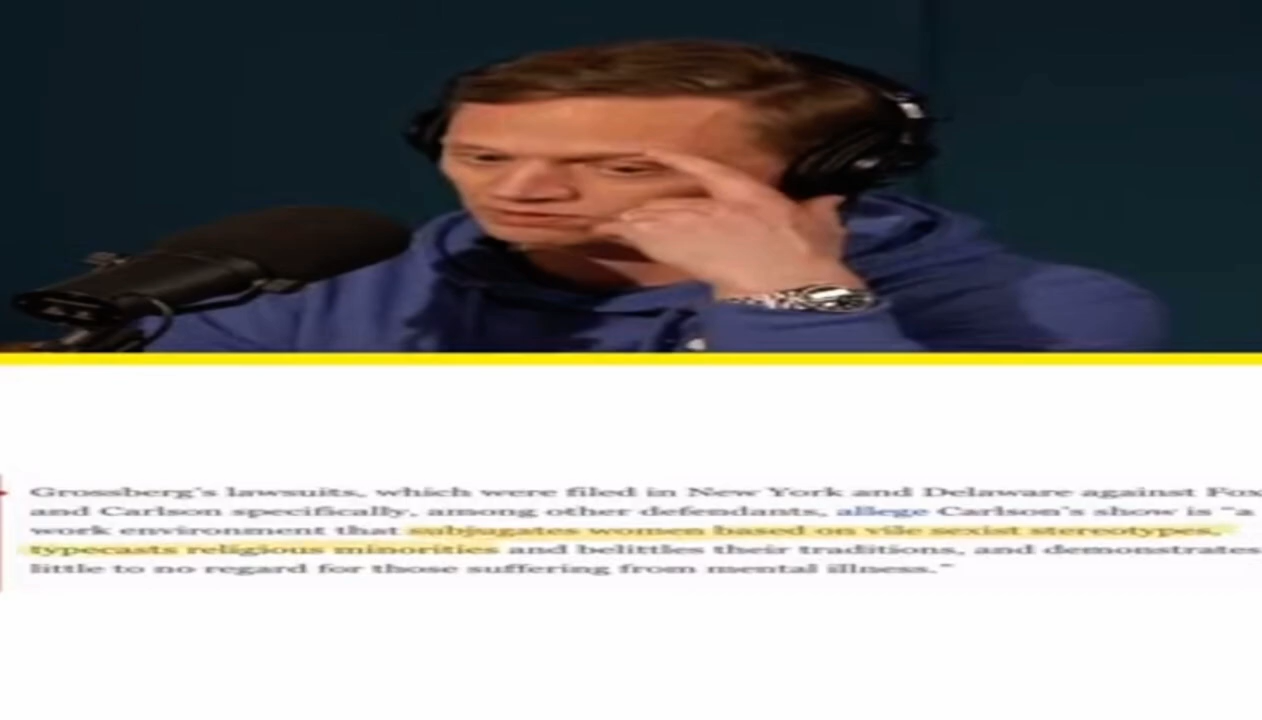 Grossberg's lawsuits, which were filed in New York and Delaware against Fox
and Carlson specifically, among other defendants, allege Carlson's show is "a
work environment that subjugates women based on vile sexist stereotypes,
typecasts religious minorities and belittles their traditions, and demonstrates
little to no regard for those suffering from mental illness."